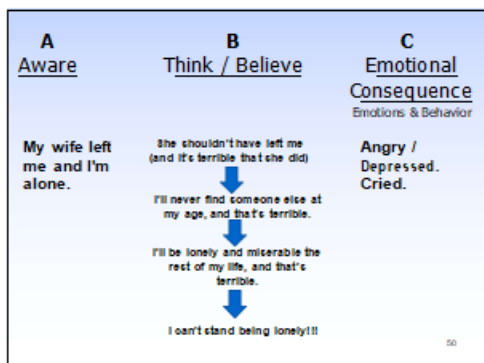 A
Aware
B
Think / Believe
C
Emotional
Consequence
Emotions & Behavior
My wife left
me and I'm
alone.
She shouldn't have left me
(and it's terrible that she did)
I'll never find someone else at
my age, and that's terrible.
I'll be lonely and miserable the
rest of my life, and that's
terrible.
I can't stand being lonely!!!
Angry /
Depressed.
Cried.
50